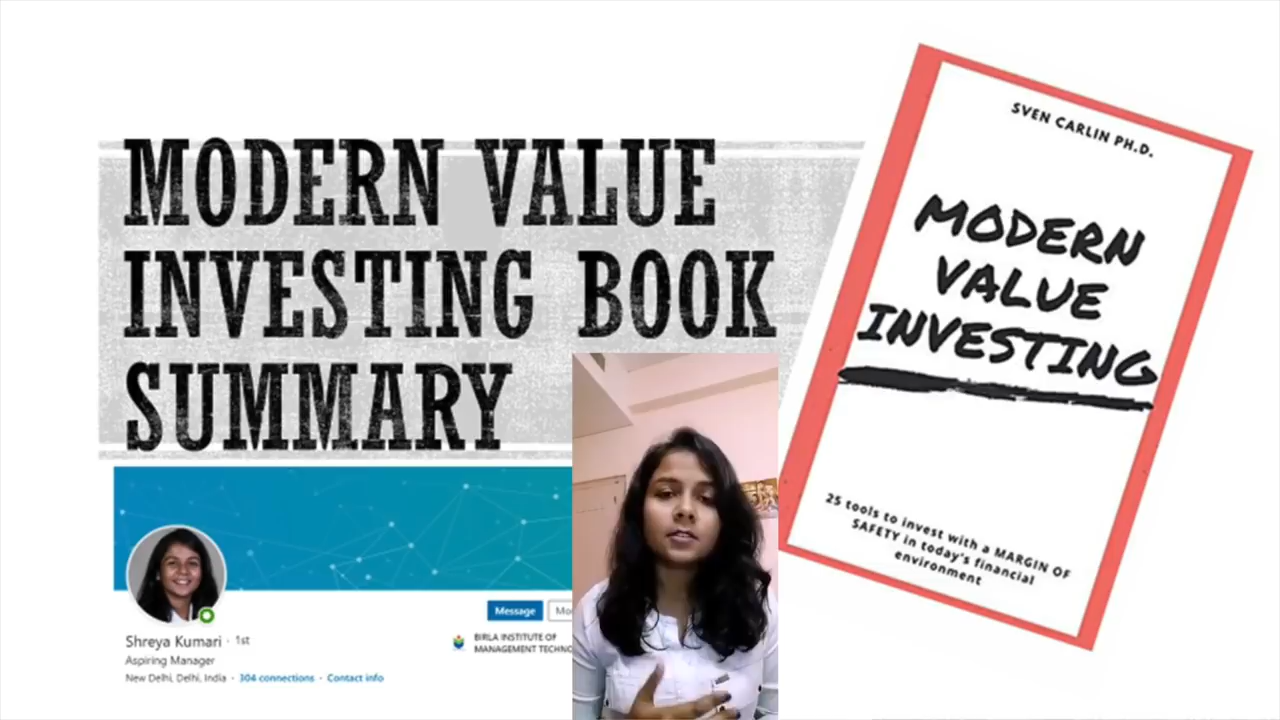 MODERN VALUE
INVESTING BOOK
SUMMARY
SVEN CARLIN PH.D.
MODERN
VALUE
INVESTING
25 tools to invest with a MARGIN OF
SAFETY in today's financial
environment
Message
Shreya Kumari · 1st
Aspiring Manager
New Delhi, Delhi, India · 304 connections · Contact info
BIRLA INSTITUTE OF
MANAGEMENT